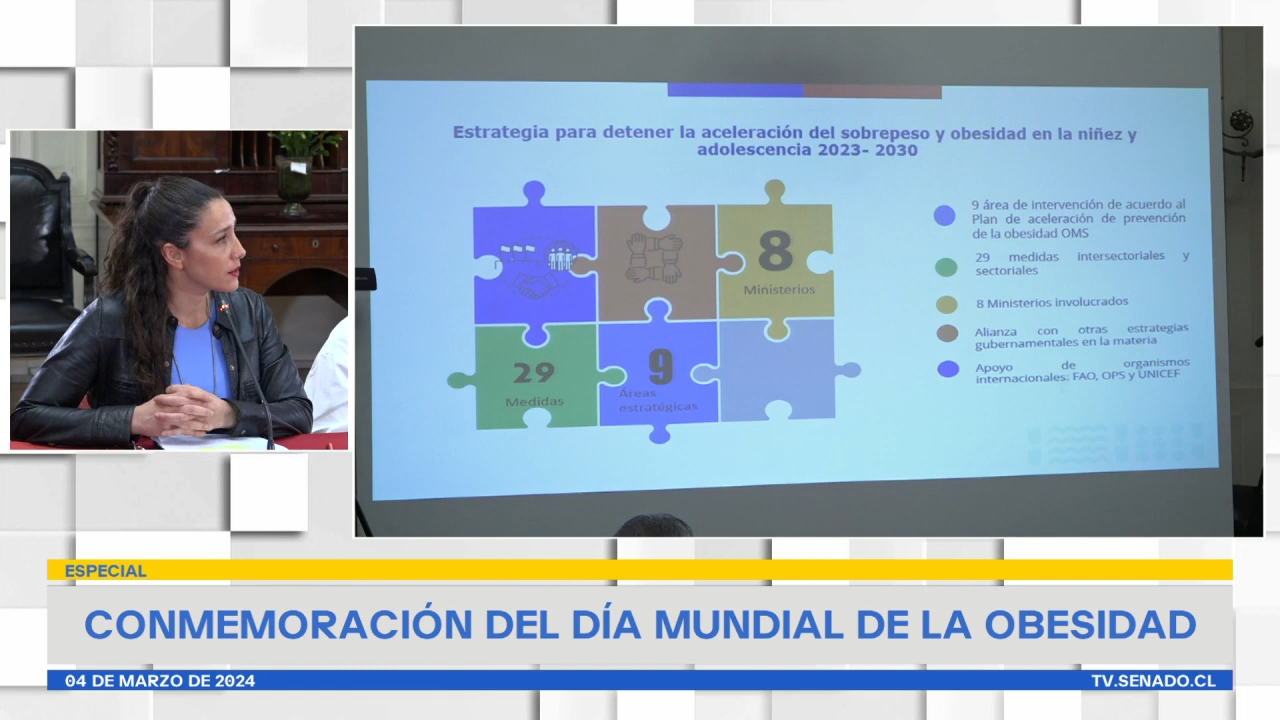 Estrategia para detener la aceleración del sobrepeso y obesidad en la niñez y
adolescencia 2023- 2030
8
Ministerios
29
Medidas
9
Áreas
estratégicas
9 área de intervención de acuerdo al
Plan de aceleración de prevención
de la obesidad OMS
29 medidas intersectoriales y
sectoriales
8 Ministerios involucrados
Alianza con otras estrategias
gubernamentales en la materia
Apoyo de organismos
internacionales: FAO, OPS y UNICEF
ESPECIAL
CONMEMORACIÓN DEL DÍA MUNDIAL DE LA OBESIDAD
04 DE MARZO DE 2024
TV.SENADO.CL